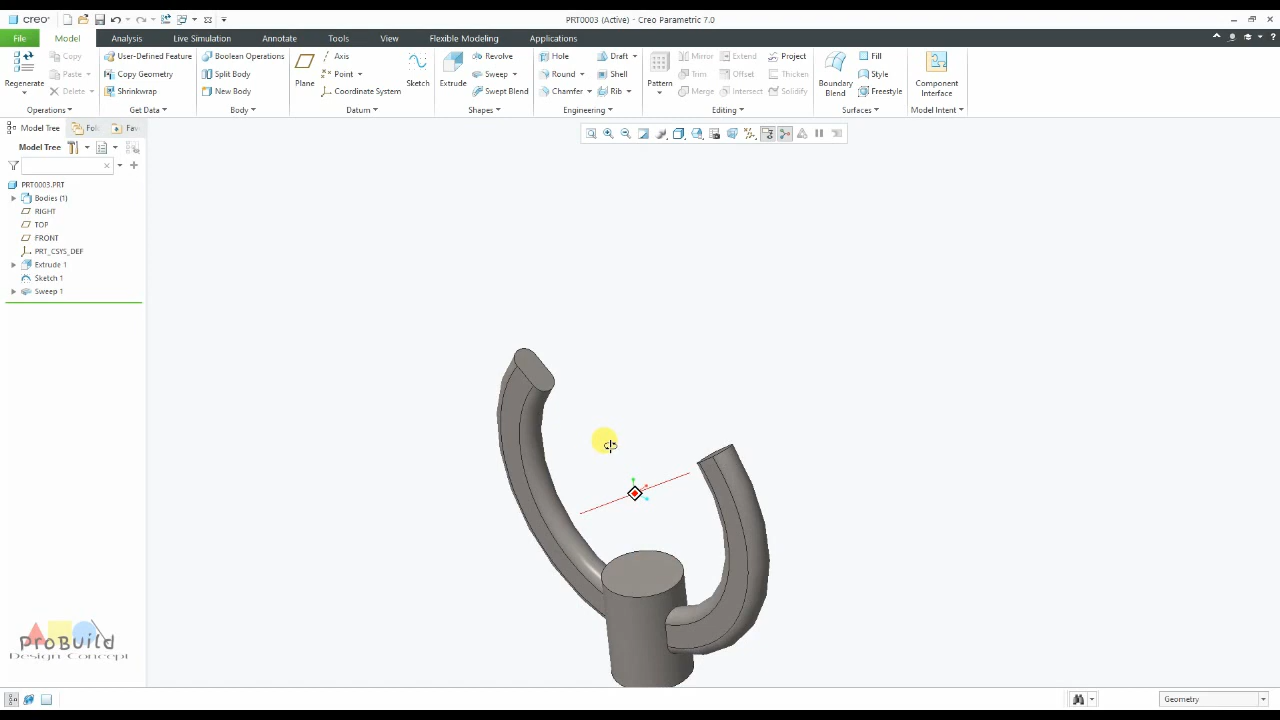 creo
PRT0003 (Active) - Creo Parametric 7.0
File Model Analysis Live Simulation Annotate Tools View Flexible Modeling Applications
Regenerate
Copy
Paste
Delete
Operations
User-Defined Feature
Copy Geometry
Shrinkwrap
Get Data
Boolean Operations
Split Body
New Body
Body
Plane
Axis
Point
Coordinate System
Sketch
Datum
Extrude
Revolve
Sweep
Swept Blend
Shapes
Hole
Round
Chamfer
Draft
Shell
Rib
Engineering
Pattern
Mirror
Trim
Merge
Extend
Offset
Intersect
Project
Thicken
Solidify
Editing
Boundary
Blend
Fill
Style
Freestyle
Surfaces
Component
Interface
Model Intent
Model Tree Fol Fav
Model Tree
PRT0003.PRT
Bodies (1)
RIGHT
TOP
FRONT
PRT_CSYS_DEF
Extrude 1
Sketch 1
Sweep 1
ProBuild
Design Concept
Geometry